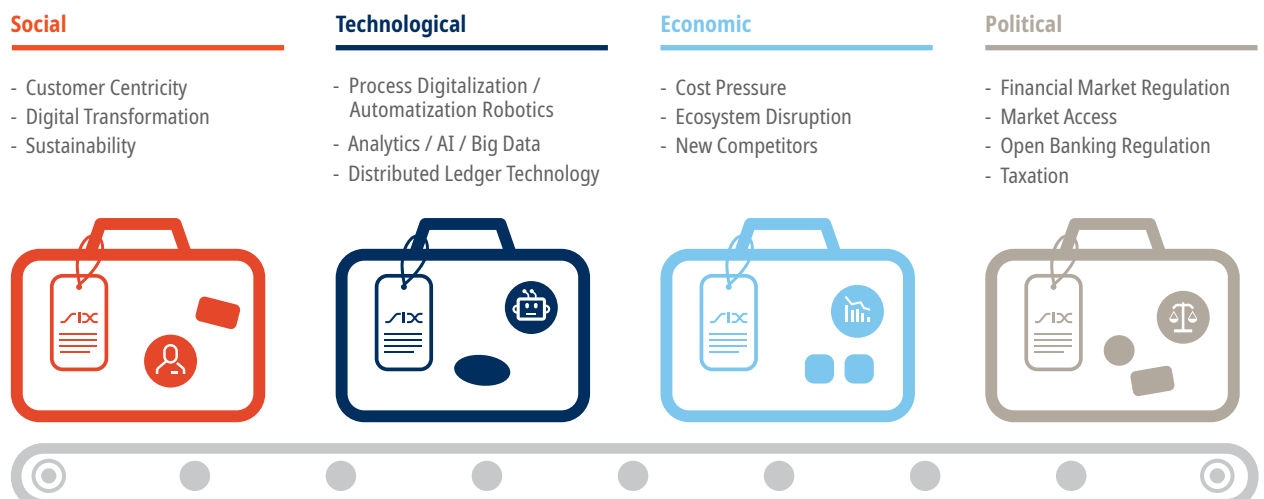 Social
- Customer Centricity
- Digital Transformation
- Sustainability
Technological
- Process Digitalization /
Automatization Robotics
- Analytics / AI / Big Data
- Distributed Ledger Technology
Economic
- Cost Pressure
- Ecosystem Disruption
- New Competitors
Political
- Financial Market Regulation
- Market Access
- Open Banking Regulation
- Taxation
SIX
SIX
SIX
SIX